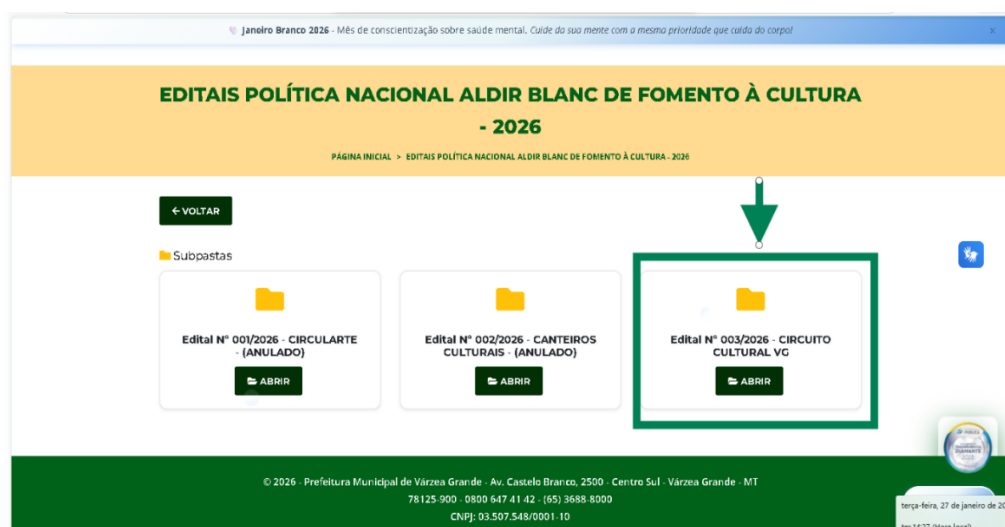 Janeiro Branco 2026 - Mês de conscientização sobre saúde mental. Cuide da sua mente com a mesma prioridade que cuida do corpo!
×
EDITAIS POLÍTICA NACIONAL ALDIR BLANC DE FOMENTO À CULTURA
- 2026
PÁGINA INICIAL > EDITAIS POLÍTICA NACIONAL ALDIR BLANC DE FOMENTO À CULTURA - 2026
← VOLTAR
Subpastas
Edital Nº 001/2026 - CIRCULARTE
- (ANULADO)
ABRIR
Edital Nº 002/2026 - CANTEIROS
CULTURAIS - (ANULADO)
ABRIR
Edital Nº 003/2026 - CIRCUITO
CULTURAL VG
ABRIR
DIAMANTE
© 2026 - Prefeitura Municipal de Várzea Grande - Av. Castelo Branco, 2500 - Centro Sul - Várzea Grande - MT
78125-900 - 0800 647 41 42 - (65) 3688-8000
CNPJ: 03.507.548/0001-10
terça-feira, 27 de janeiro de 20